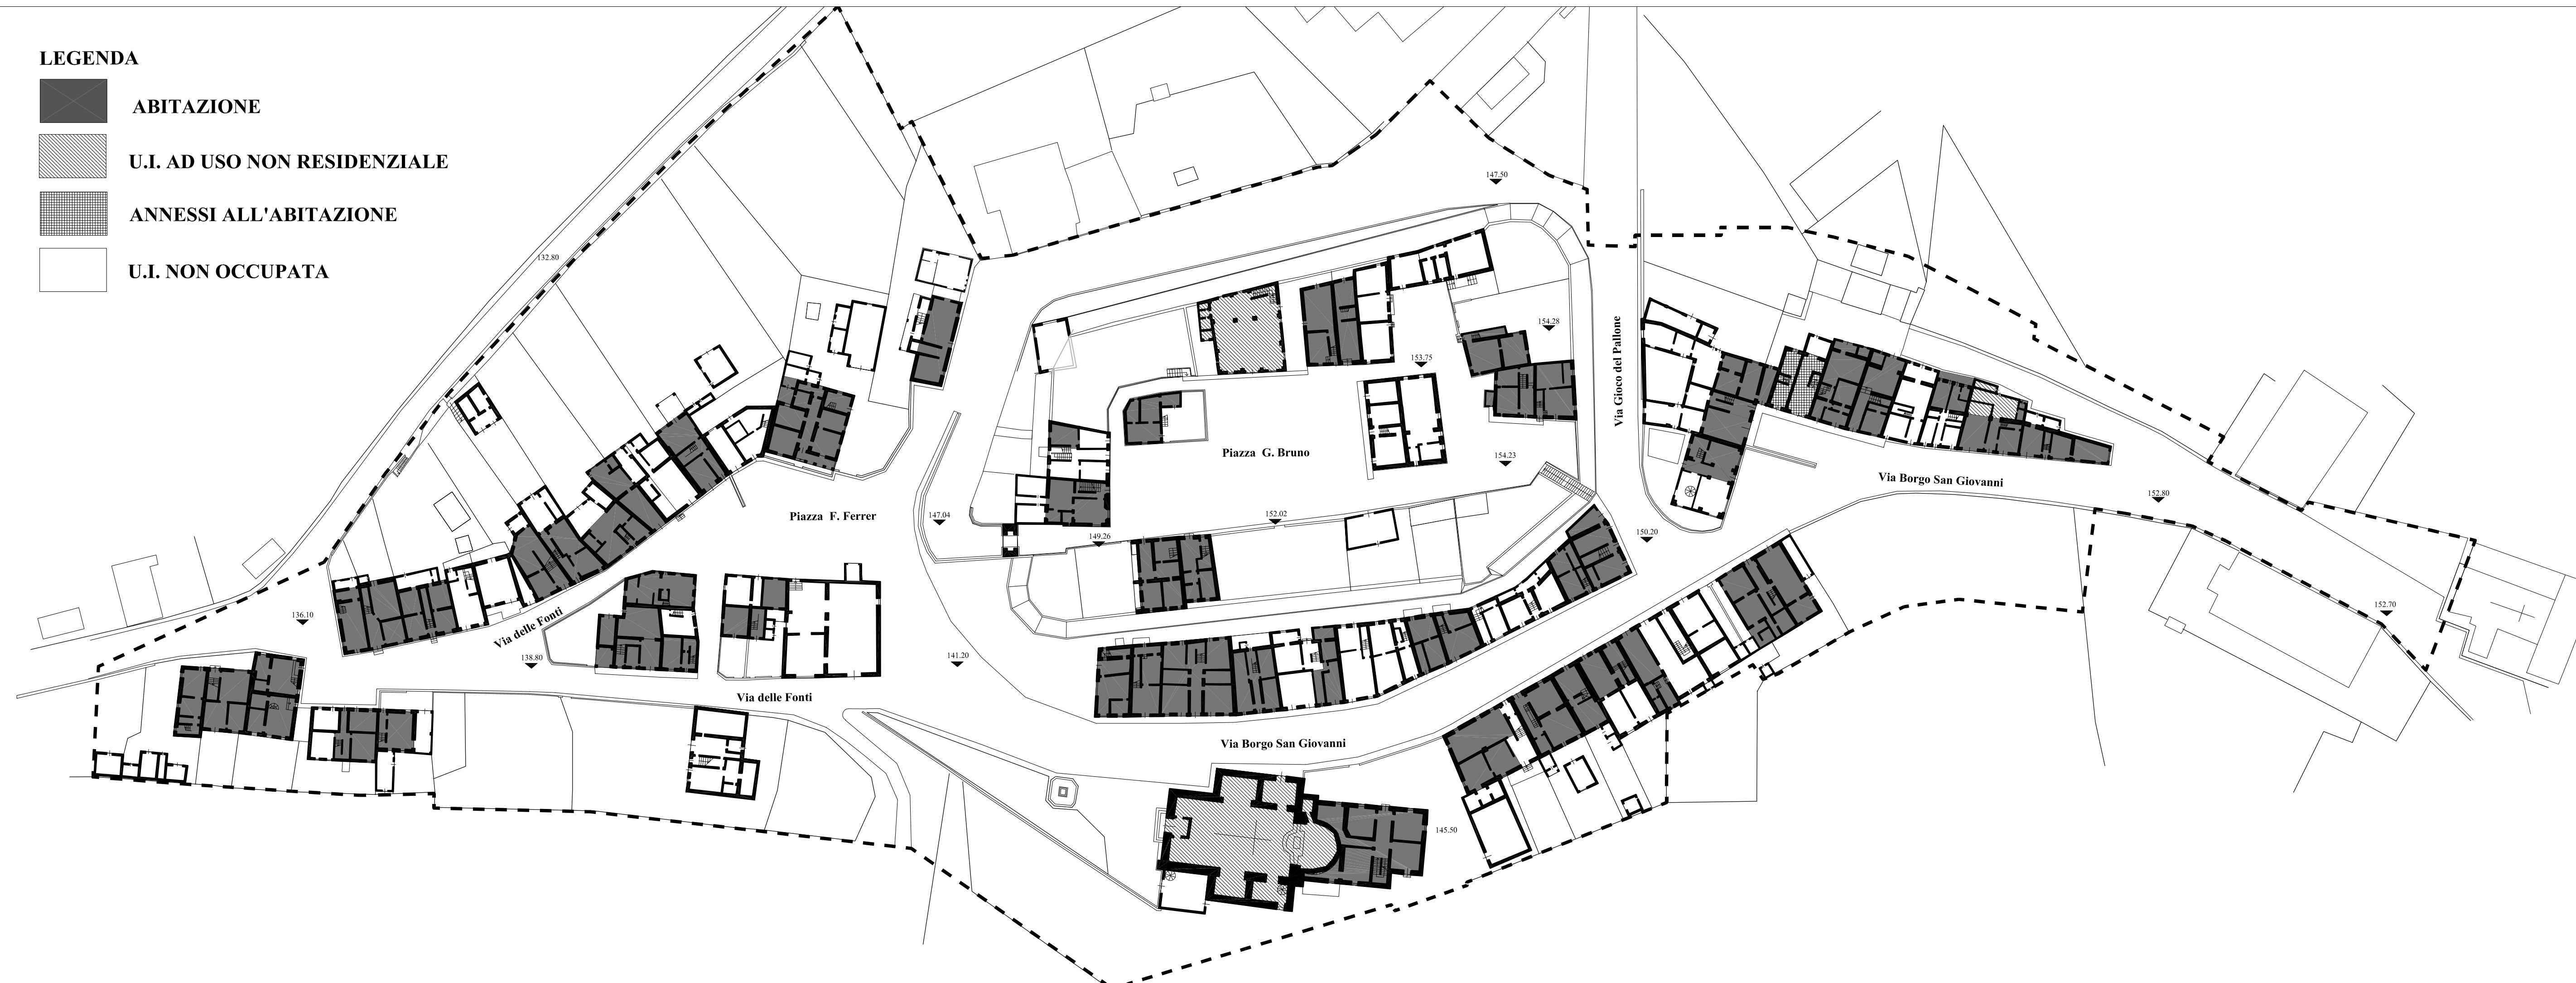 LEGENDA
ABITAZIONE
U.I. AD USO NON RESIDENZIALE
ANNESSI ALL'ABITAZIONE
U.I. NON OCCUPATA
132.80
147.50
154.28
153.75
Via Gioco del Pallone
Piazza G. Bruno
154.23
Via Borgo San Giovanni
152.80
Piazza F. Ferrer
147.04
152.02
149.26
150.20
136.10
Via delle Fonti
138.80
141.20
152.70
Via delle Fonti
Via Borgo San Giovanni
145.50